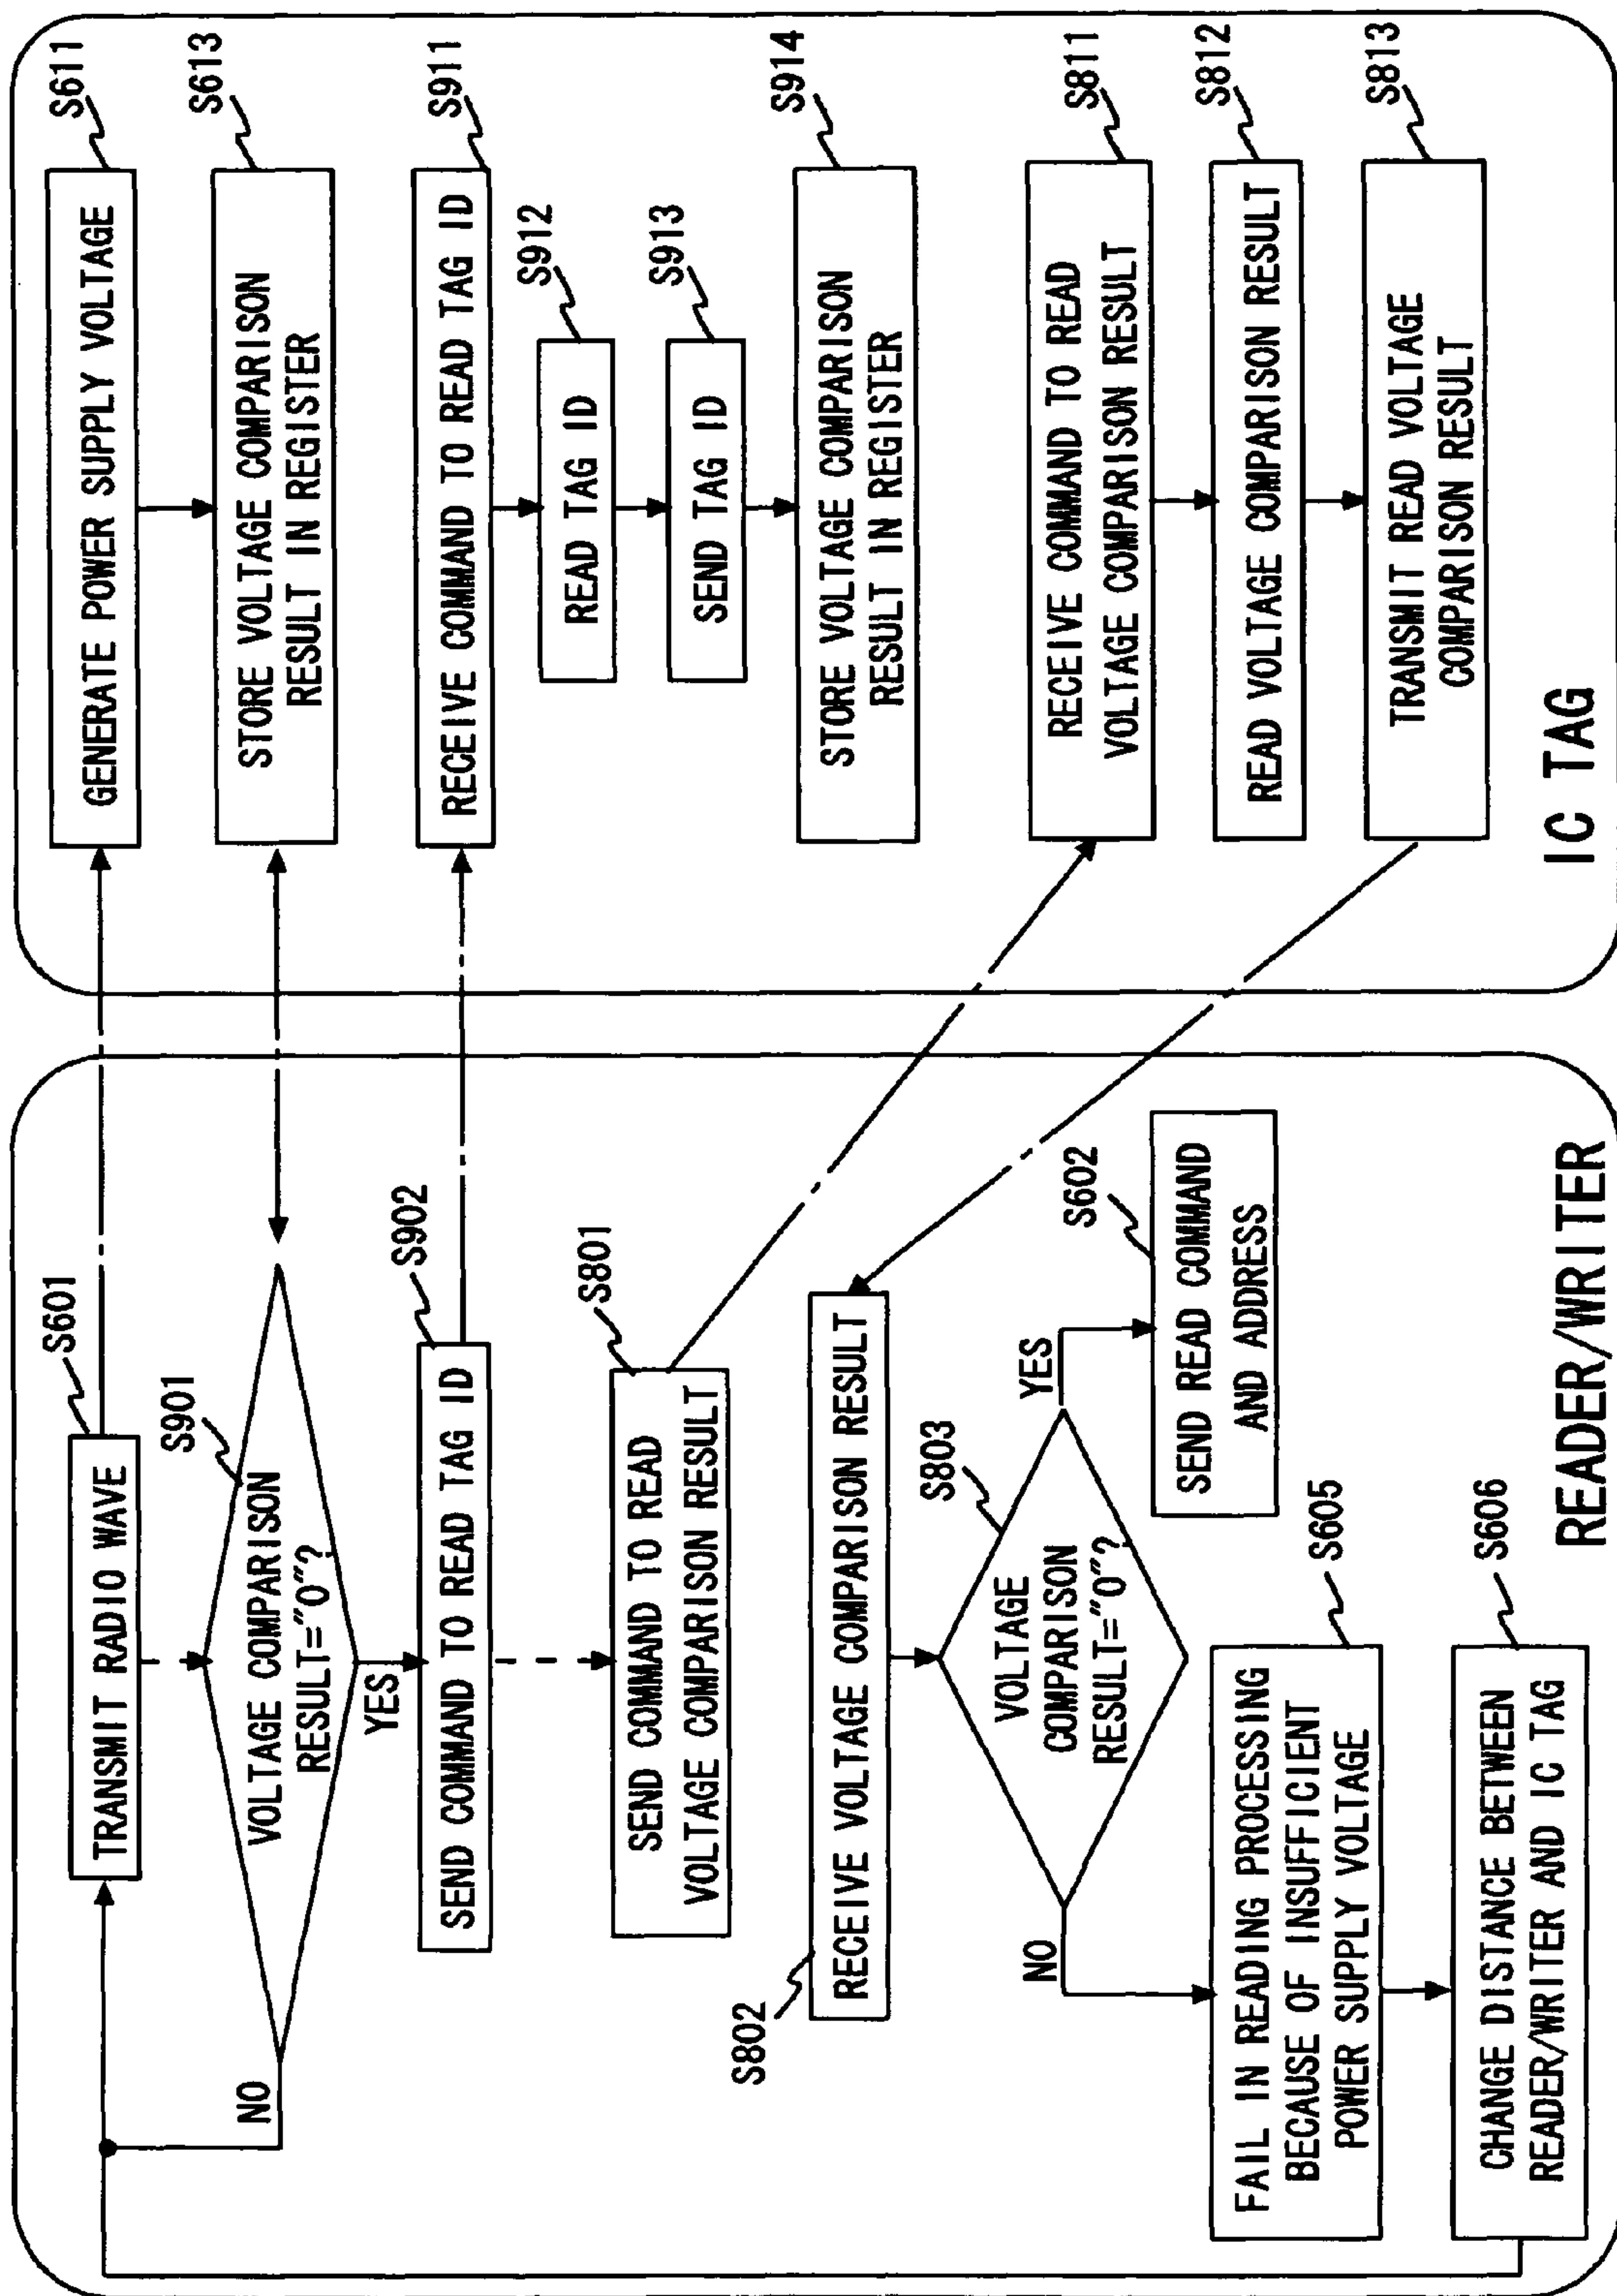 S601
TRANSMIT RADIO WAVE
S901
VOLTAGE COMPARISON
RESULT="0"?
NO
YES
S902
SEND COMMAND TO READ TAG ID
S801
SEND COMMAND TO READ
VOLTAGE COMPARISON RESULT
S802
RECEIVE VOLTAGE COMPARISON RESULT
S803
VOLTAGE
COMPARISON
RESULT="0"?
NO
YES
S602
SEND READ COMMAND
AND ADDRESS
S605
FAIL IN READING PROCESSING
BECAUSE OF INSUFFICIENT
POWER SUPPLY VOLTAGE
S606
CHANGE DISTANCE BETWEEN
READER/WRITER AND IC TAG
READER/WRITER
S611
GENERATE POWER SUPPLY VOLTAGE
S613
STORE VOLTAGE COMPARISON
RESULT IN REGISTER
S911
RECEIVE COMMAND TO READ TAG ID
S912
READ TAG ID
S913
SEND TAG ID
S914
STORE VOLTAGE COMPARISON
RESULT IN REGISTER
S811
RECEIVE COMMAND TO READ
VOLTAGE COMPARISON RESULT
S812
READ VOLTAGE COMPARISON RESULT
S813
TRANSMIT READ VOLTAGE
COMPARISON RESULT
IC TAG